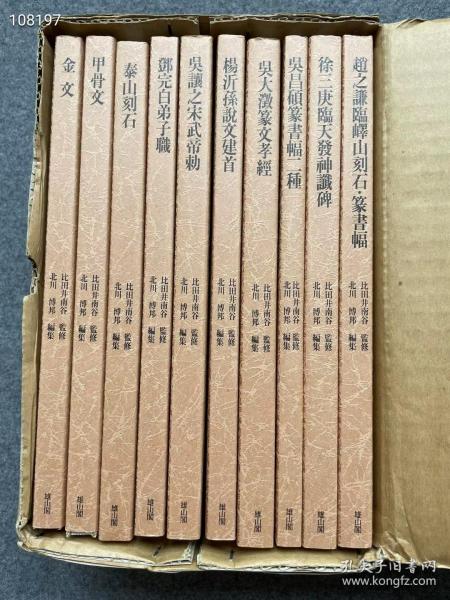 108197
金文
比田井南谷 監修
北川 博邦 編集
雄山閣
甲骨文
比田井南谷 監修
北川 博邦 編集
雄山閣
泰山刻石
比田井南谷 監修
北川 博邦 編集
雄山閣
鄧完白弟子職
比田井南谷 監修
北川 博邦 編集
雄山閣
吳讓之宋武帝勅
比田井南谷 監修
北川 博邦 編集
雄山閣
楊沂孫說文建首
比田井南谷 監修
北川 博邦 編集
雄山閣
吳大澂篆文孝經
比田井南谷 監修
北川 博邦 編集
雄山閣
吳昌碩篆書幅二種
比田井南谷 監修
北川 博邦 編集
雄山閣
徐三庚臨天發神讖碑
比田井南谷 監修
北川 博邦 編集
雄山閣
趙之謙臨嶧山刻石・篆書幅
比田井南谷 監修
北川 博邦 編集
雄山閣
孔夫子旧书网
www.kongfz.com